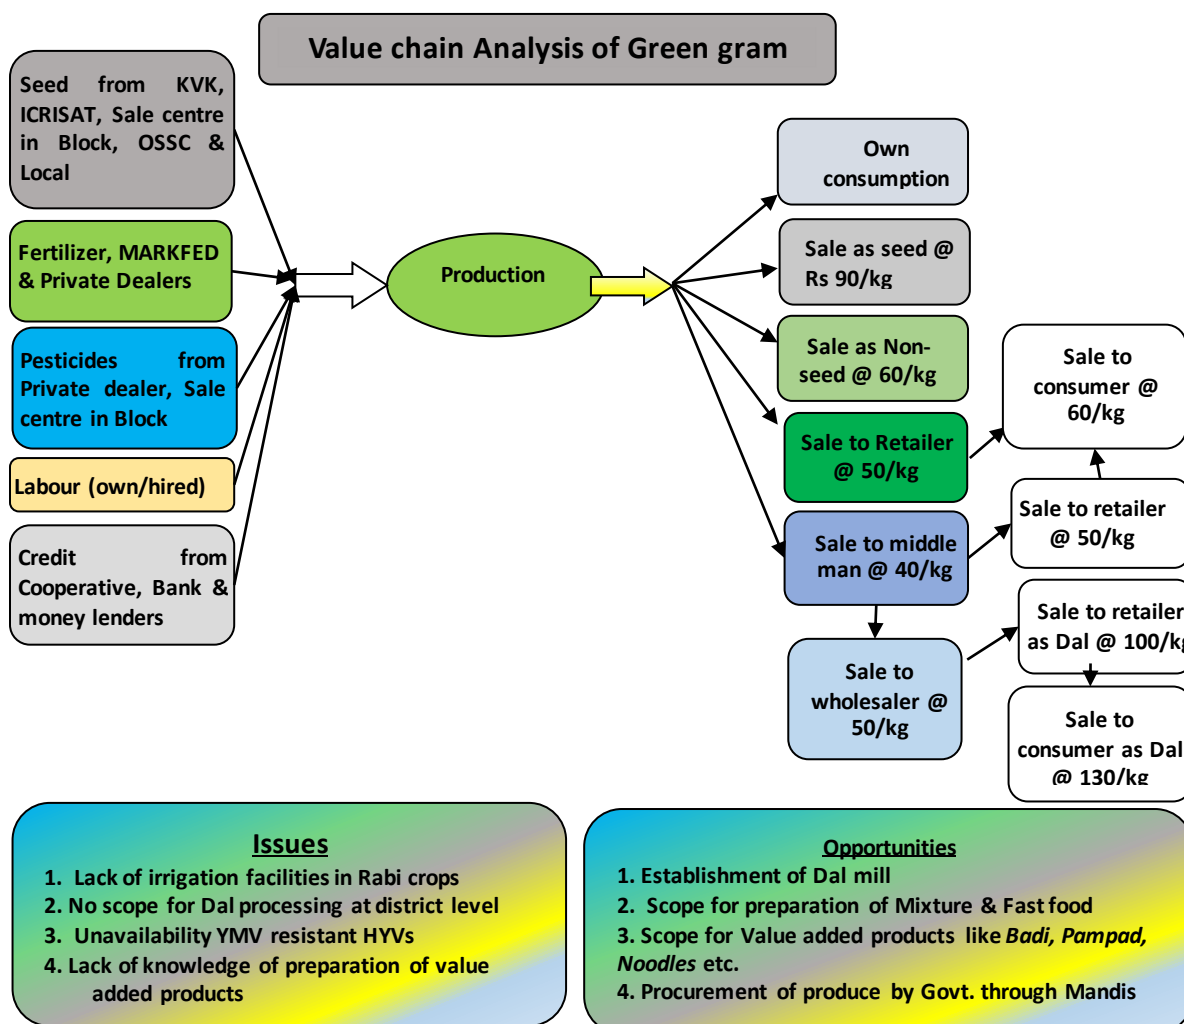 Value chain Analysis of Green gram
Seed from KVK,
ICRISAT, Sale centre
in Block, OSSC &
Local
Fertilizer, MARKFED
& Private Dealers
Pesticides from
Private dealer, Sale
centre in Block
Labour (own/hired)
Credit from
Cooperative, Bank &
money lenders
Production
Own
consumption
Sale as seed @
Rs 90/kg
Sale as Non-
seed @ 60/kg
Sale to Retailer
@ 50/kg
Sale to middle
man @ 40/kg
Sale to
wholesaler @
50/kg
Sale to
consumer @
60/kg
Sale to retailer
@ 50/kg
Sale to retailer
as Dal @ 100/kg
Sale to
consumer as Dal
@ 130/kg
Issues
1. Lack of irrigation facilities in Rabi crops
2. No scope for Dal processing at district level
3. Unavailability YMV resistant HYVs
4. Lack of knowledge of preparation of value
added products
Opportunities
1. Establishment of Dal mill
2. Scope for preparation of Mixture & Fast food
3. Scope for Value added products like Badi, Pampad,
Noodles etc.
4. Procurement of produce by Govt. through Mandis